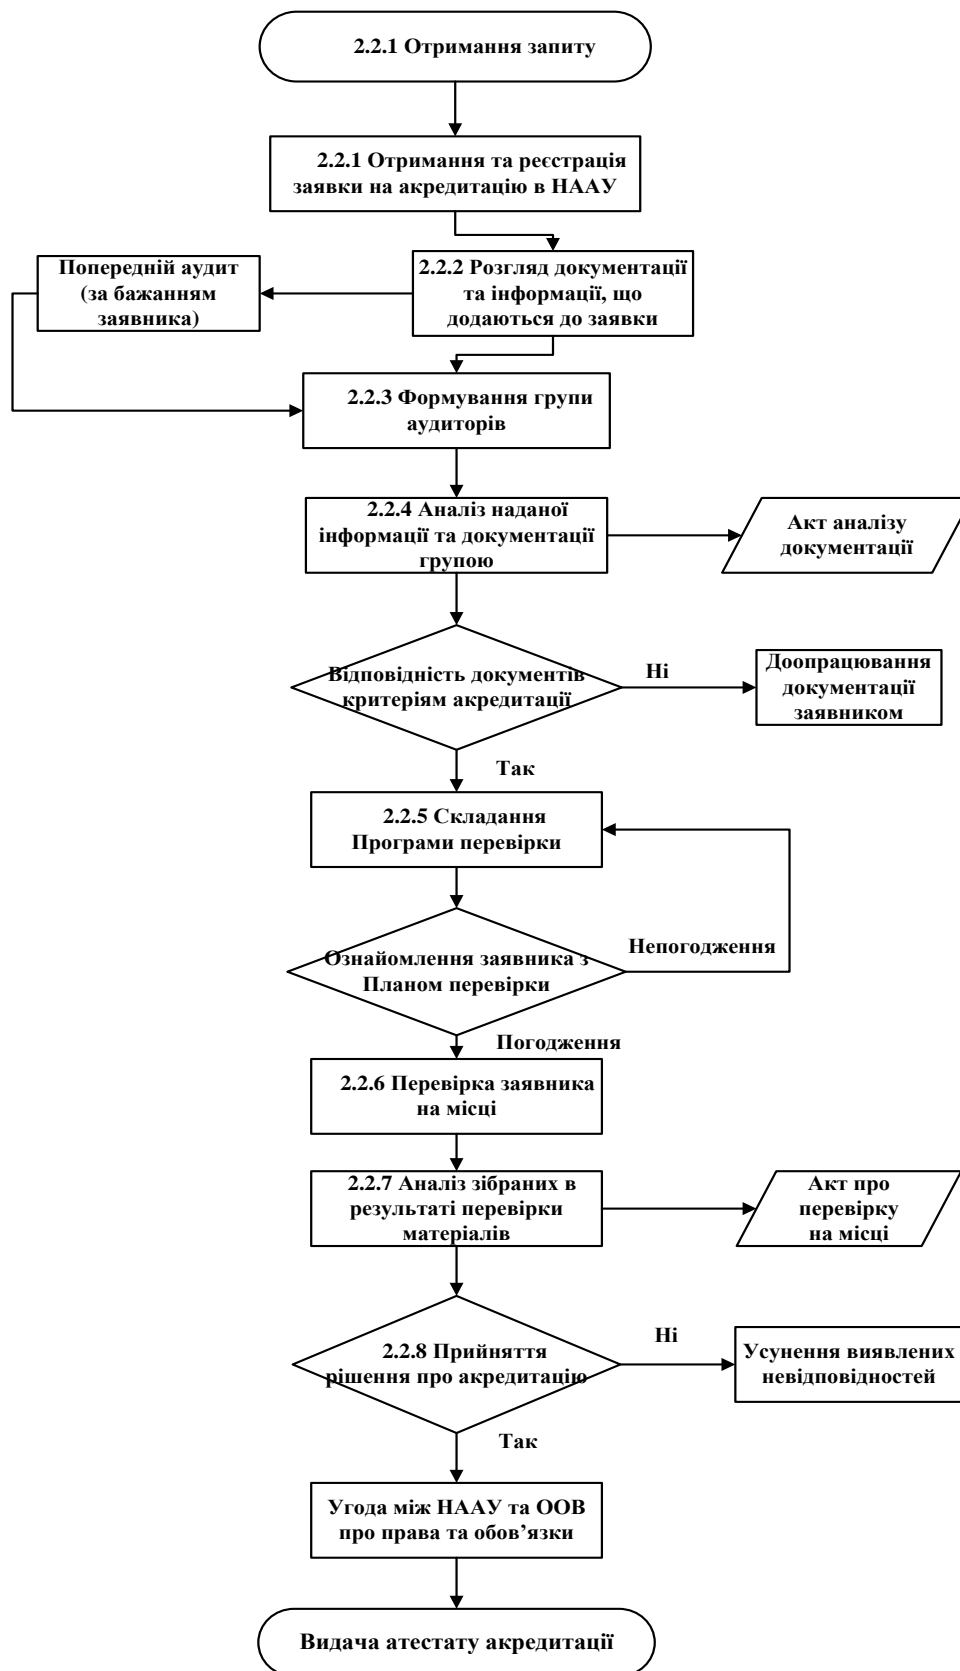 2.2.1 Отримання запиту
2.2.1 Отримання та реєстрація
заявки на акредитацію в НААУ
Попередній аудит
(за бажанням
заявника)
2.2.2 Розгляд документації
та інформації, що
додаються до заявки
2.2.3 Формування групи
аудиторів
2.2.4 Аналіз наданої
інформації та документації
групою
Акт аналізу
документації
Відповідність документів
критеріям акредитації
Ні
Доопрацювання
документації
заявником
Так
2.2.5 Складання
Програми перевірки
Ознайомлення заявника з
Планом перевірки
Непогодження
Погодження
2.2.6 Перевірка заявника
на місці
2.2.7 Аналіз зібраних в
результаті перевірки
матеріалів
Акт про
перевірку
на місці
2.2.8 Прийняття
рішення про акредитацію
Ні
Усунення виявлених
невідповідностей
Так
Угода між НААУ та ООВ
про права та обов’язки
Видача атестату акредитації